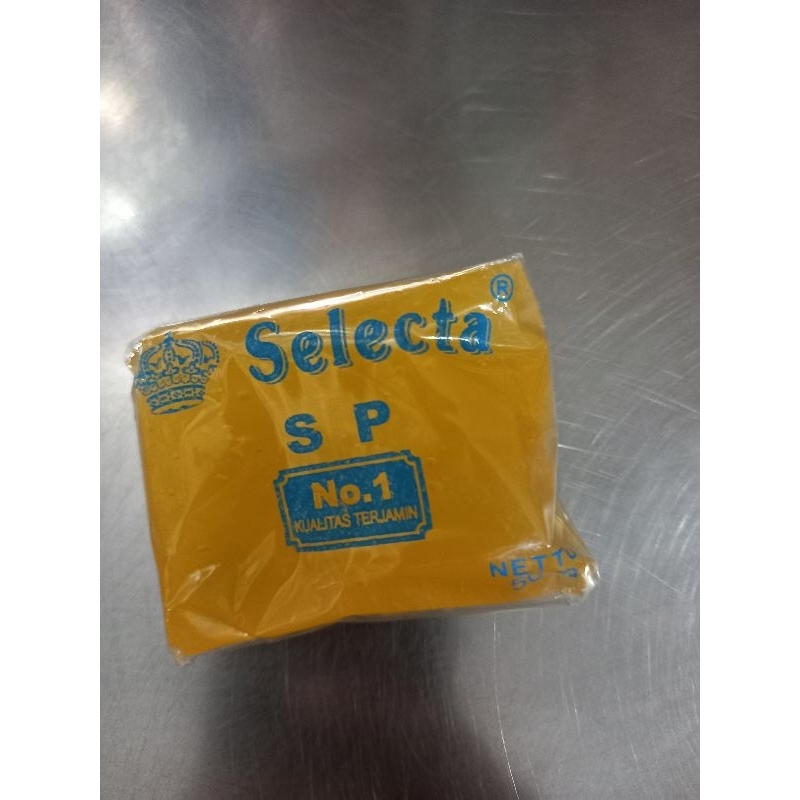 Selecta ®
S P
No.1
KUALITAS TERJAMIN
NETTO